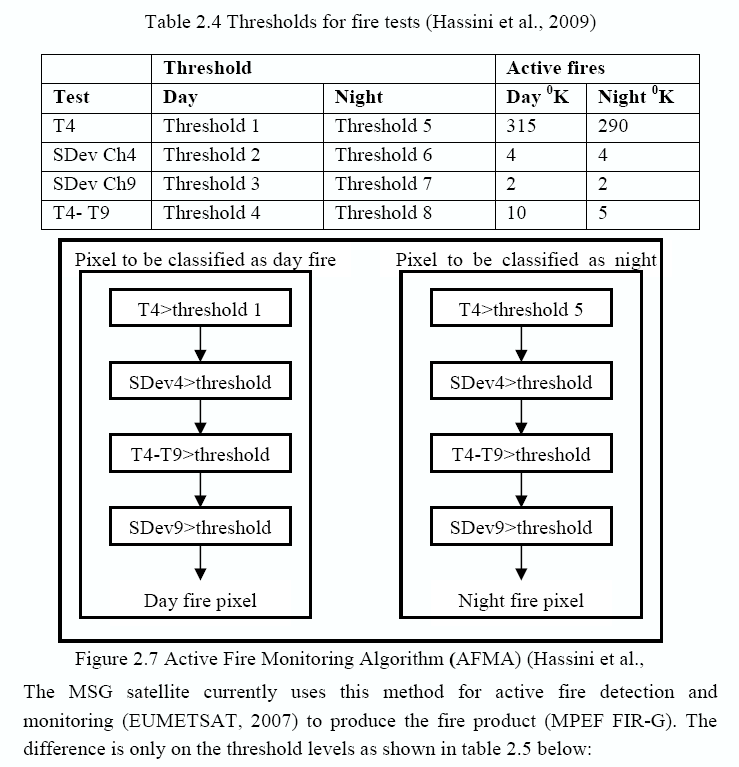 Table 2.4 Thresholds for fire tests (Hassini et al., 2009)
Threshold Active fires
Test Day Night Day ⁰K Night ⁰K
T4 Threshold 1 Threshold 5 315 290
SDev Ch4 Threshold 2 Threshold 6 4 4
SDev Ch9 Threshold 3 Threshold 7 2 2
T4- T9 Threshold 4 Threshold 8 10 5
Pixel to be classified as day fire
T4>threshold 1
SDev4>threshold
T4-T9>threshold
SDev9>threshold
Day fire pixel
Pixel to be classified as night
T4>threshold 5
SDev4>threshold
T4-T9>threshold
SDev9>threshold
Night fire pixel
Figure 2.7 Active Fire Monitoring Algorithm (AFMA) (Hassini et al.,
The MSG satellite currently uses this method for active fire detection and
monitoring (EUMETSAT, 2007) to produce the fire product (MPEF FIR-G). The
difference is only on the threshold levels as shown in table 2.5 below: